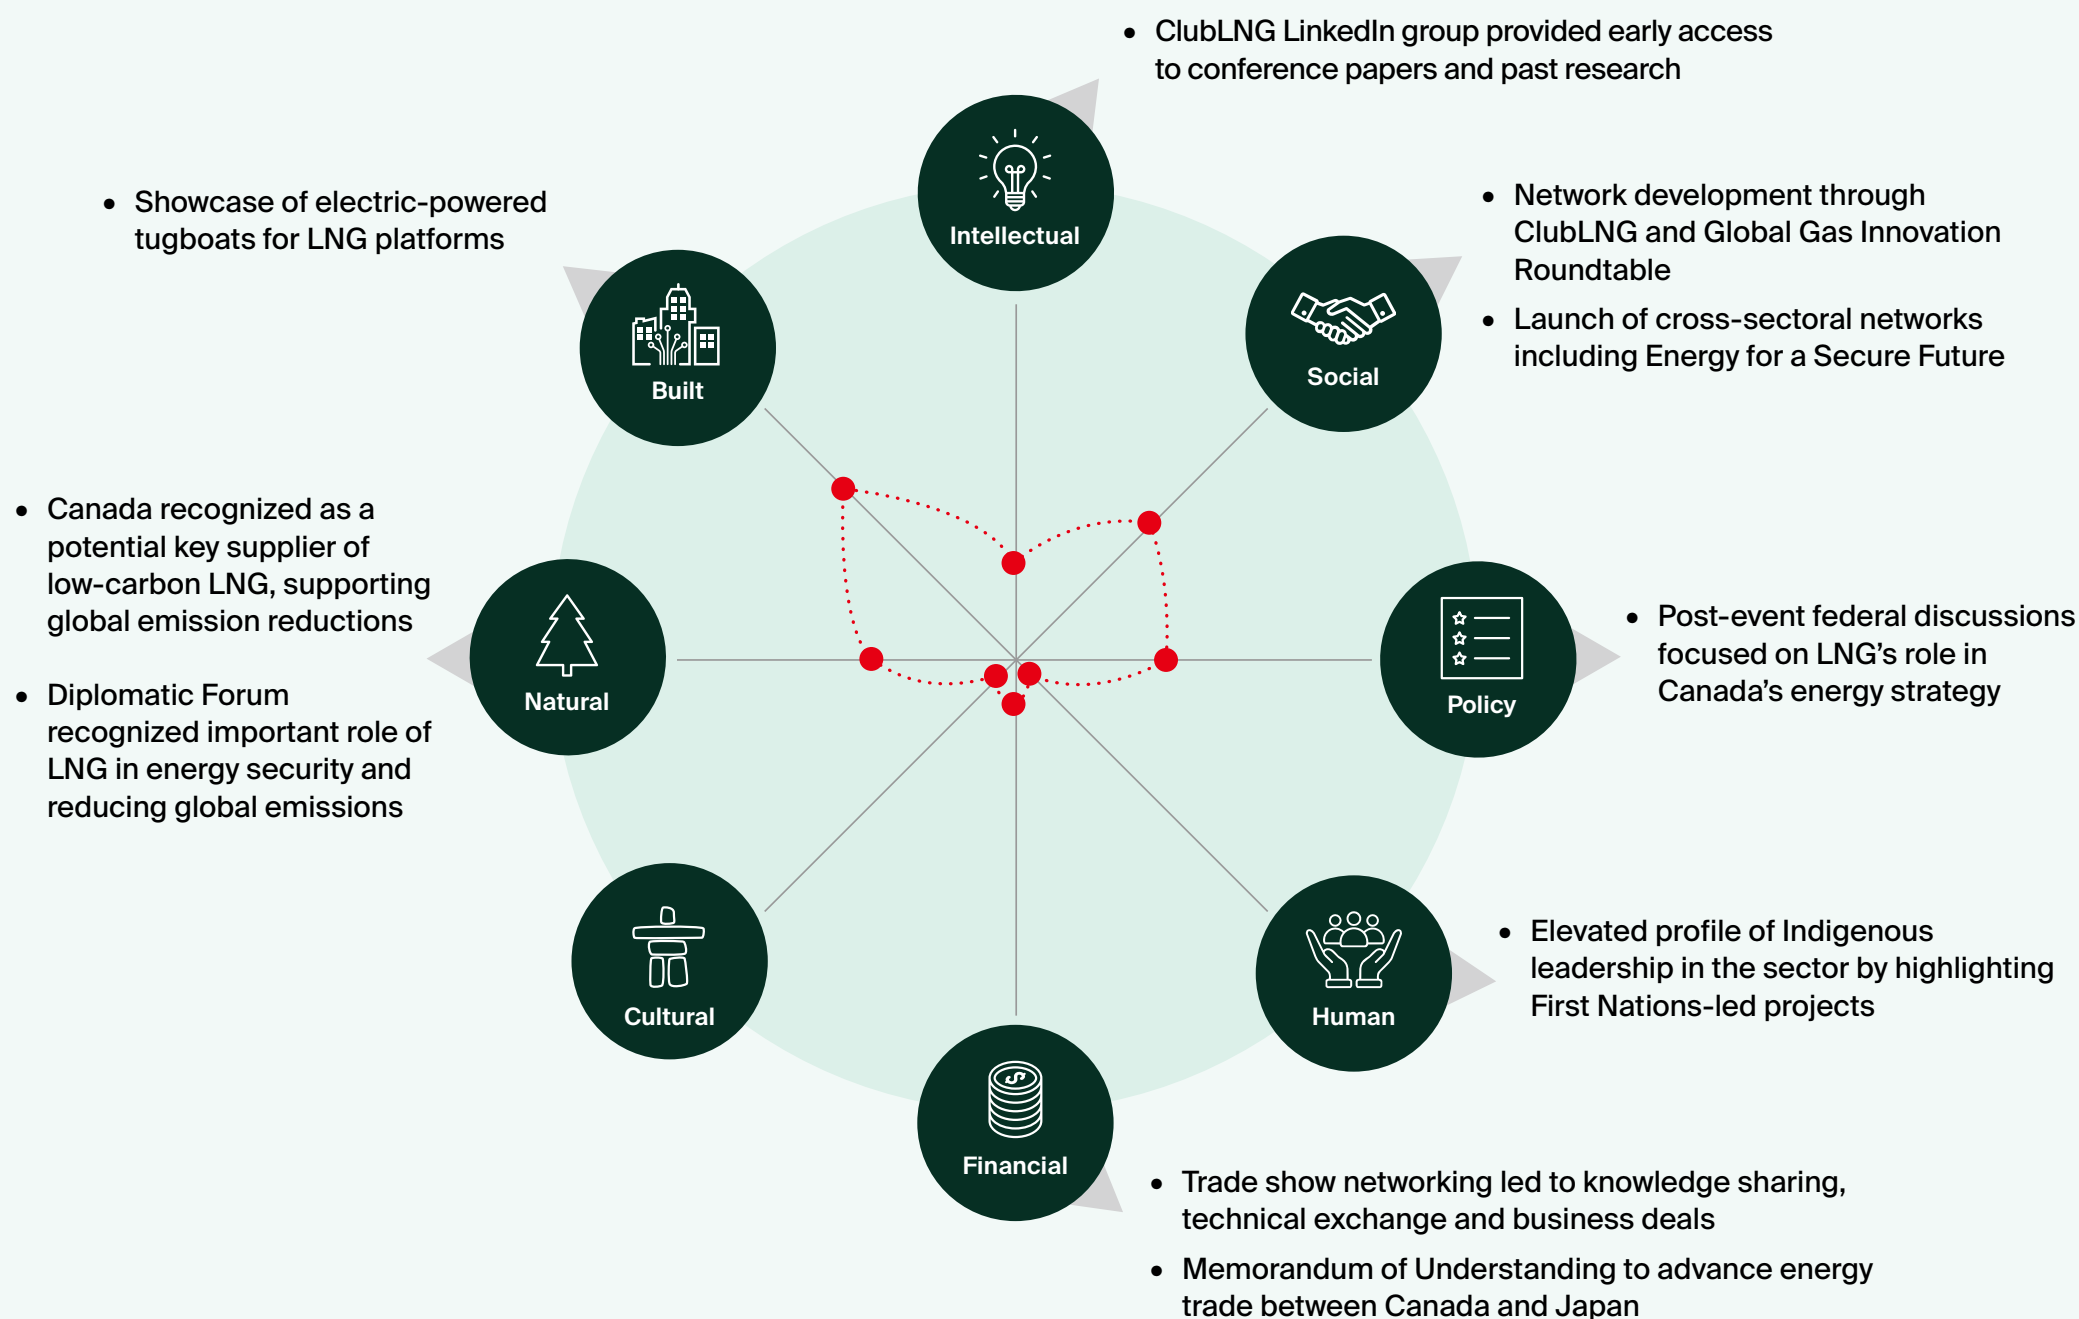 • ClubLNG LinkedIn group provided early access
to conference papers and past research
Intellectual
• Network development through
ClubLNG and Global Gas Innovation
Roundtable
• Launch of cross-sectoral networks
including Energy for a Secure Future
Social
• Post-event federal discussions
focused on LNG’s role in
Canada’s energy strategy
Policy
• Elevated profile of Indigenous
leadership in the sector by highlighting
First Nations-led projects
Human
• Trade show networking led to knowledge sharing,
technical exchange and business deals
• Memorandum of Understanding to advance energy
trade between Canada and Japan
Financial
$
Cultural
• Canada recognized as a
potential key supplier of
low-carbon LNG, supporting
global emission reductions
• Diplomatic Forum
recognized important role of
LNG in energy security and
reducing global emissions
Natural
• Showcase of electric-powered
tugboats for LNG platforms
Built